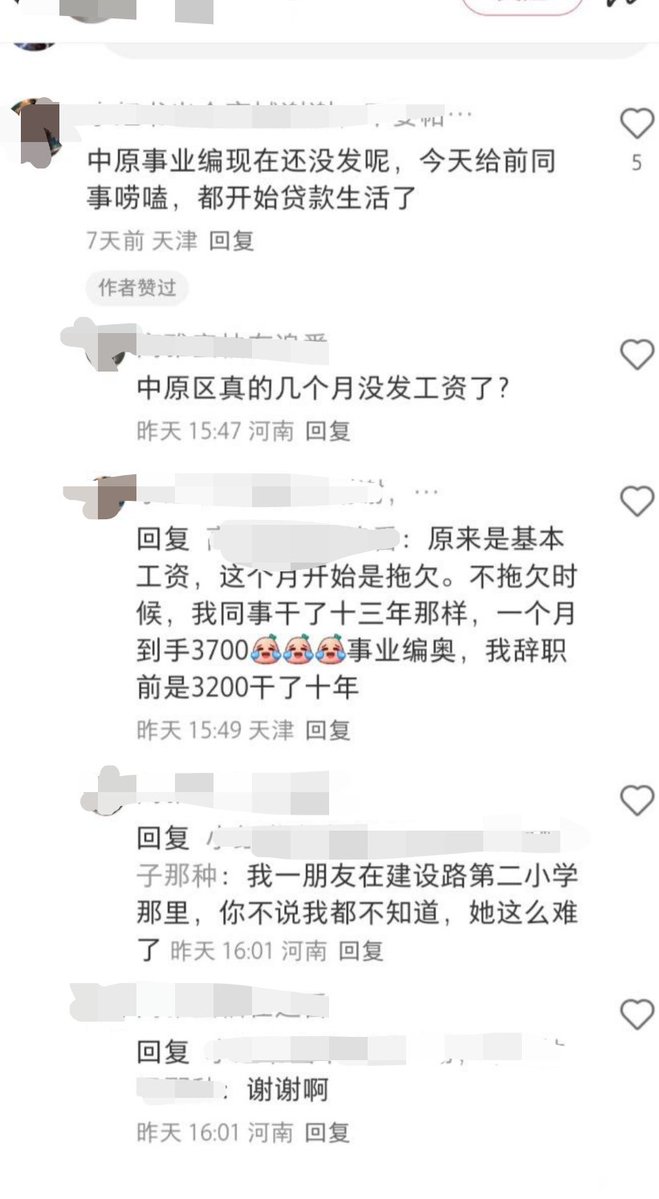 中原事业编现在还没发呢，今天给前同
事唠嗑，都开始贷款生活了
5
7天前 天津 回复
作者赞过
中原区真的几个月没发工资了？
昨天 15:47 河南 回复
回复 ：原来是基本
工资，这个月开始是拖欠。不拖欠时
候，我同事干了十三年那样，一个月
到手3700😂😂😂事业编奥，我辞职
前是3200干了十年
昨天 15:49 天津 回复
回复
子那种：我一朋友在建设路第二小学
那里，你不说我都不知道，她这么难
了 昨天 16:01 河南 回复
回复
：谢谢啊
昨天 16:01 河南 回复